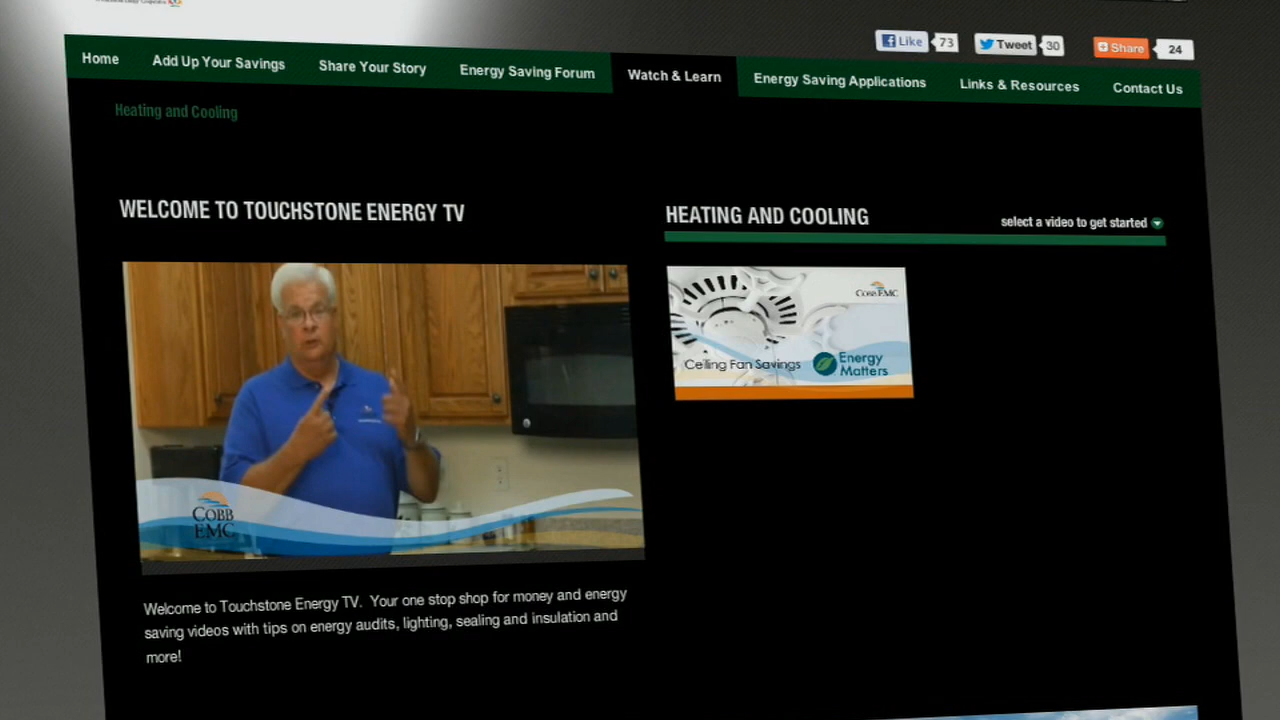 Like 73 Tweet 30 Share 24
Home Add Up Your Savings Share Your Story Energy Saving Forum Watch & Learn Energy Saving Applications Links & Resources Contact Us
Heating and Cooling
WELCOME TO TOUCHSTONE ENERGY TV
HEATING AND COOLING
select a video to get started
COBB EMC
Ceiling Fan Savings
Energy
Matters
COBB
EMC
Welcome to Touchstone Energy TV. Your one stop shop for money and energy
saving videos with tips on energy audits, lighting, sealing and insulation and
more!